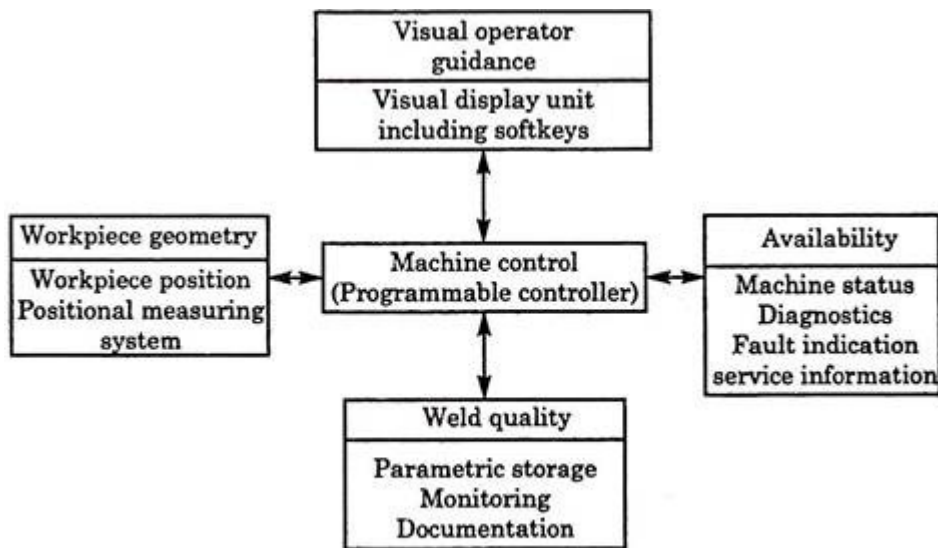 Visual operator
guidance
Visual display unit
including softkeys
Workpiece geometry
Workpiece position
Positional measuring
system
Machine control
(Programmable controller)
Availability
Machine status
Diagnostics
Fault indication
service information
Weld quality
Parametric storage
Monitoring
Documentation